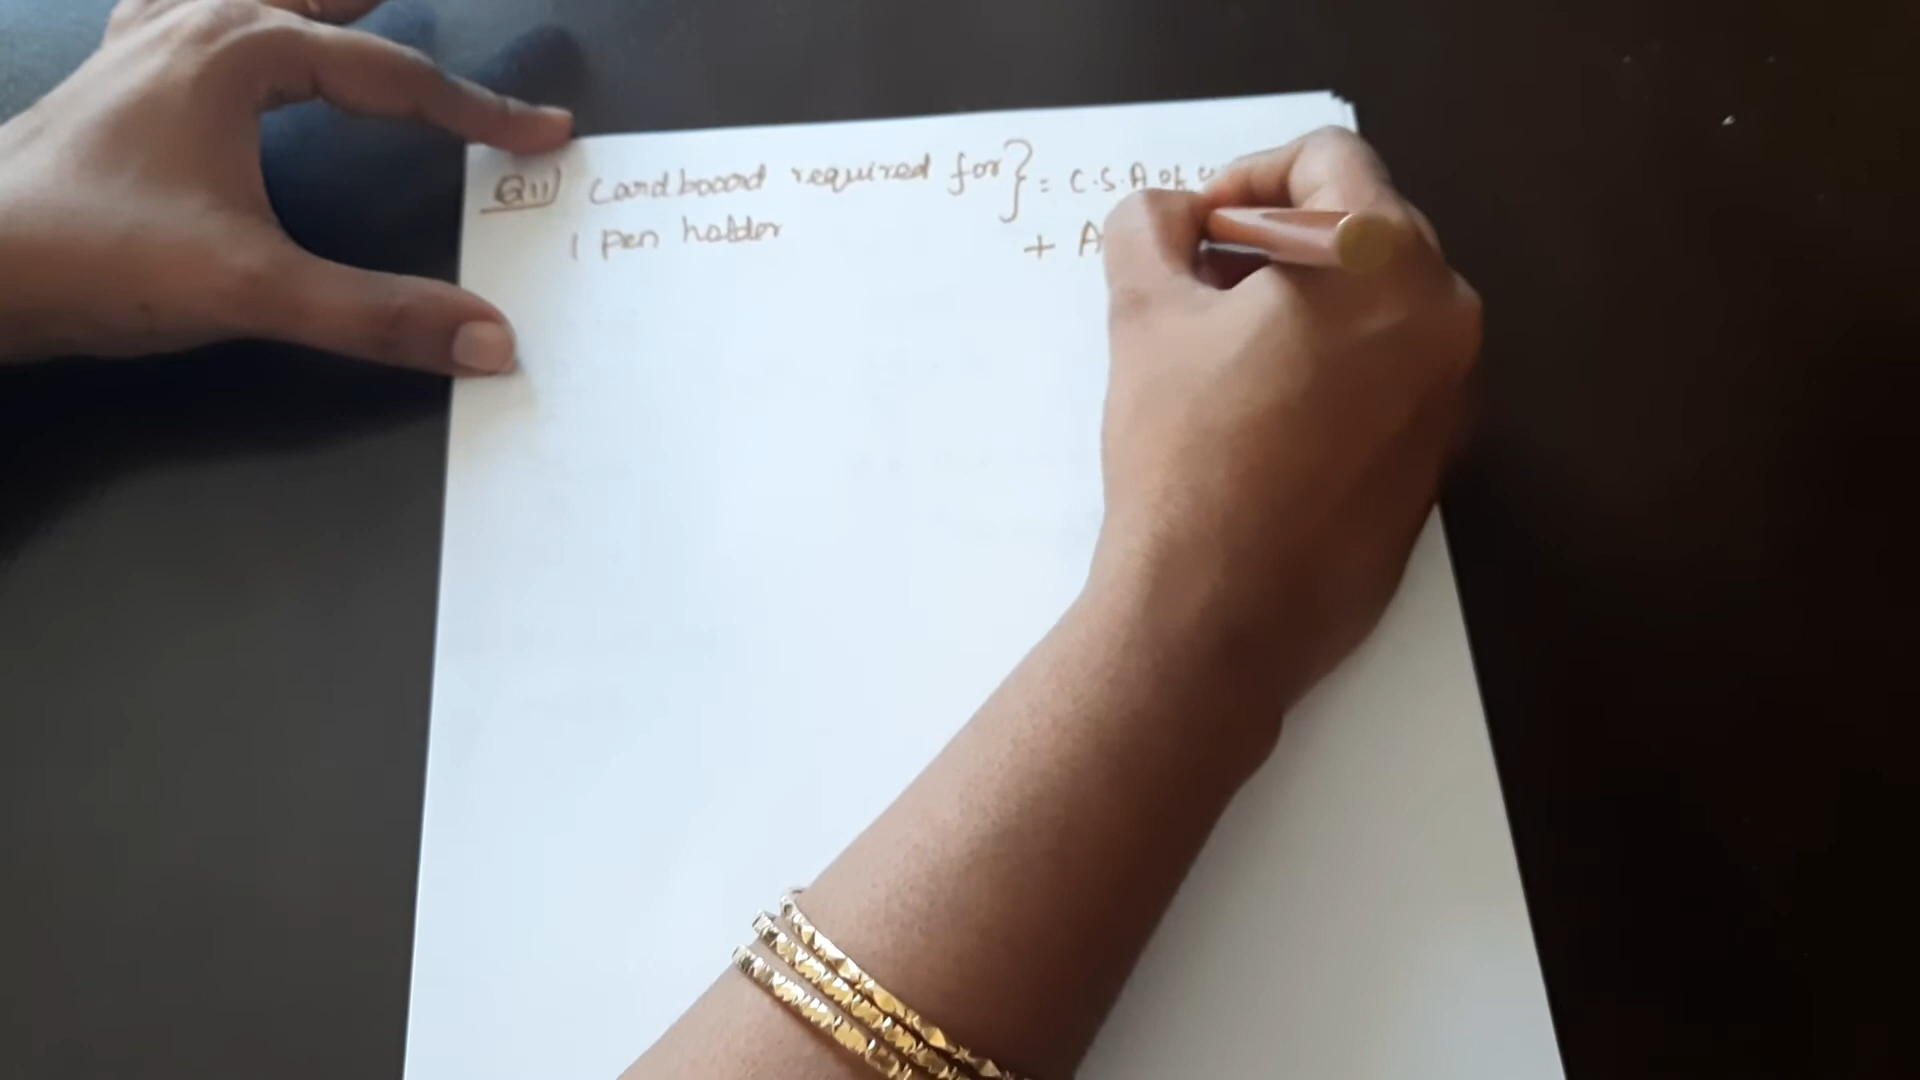 Q11) Cardboard required for } = C.S.A of
1 pen holder + A